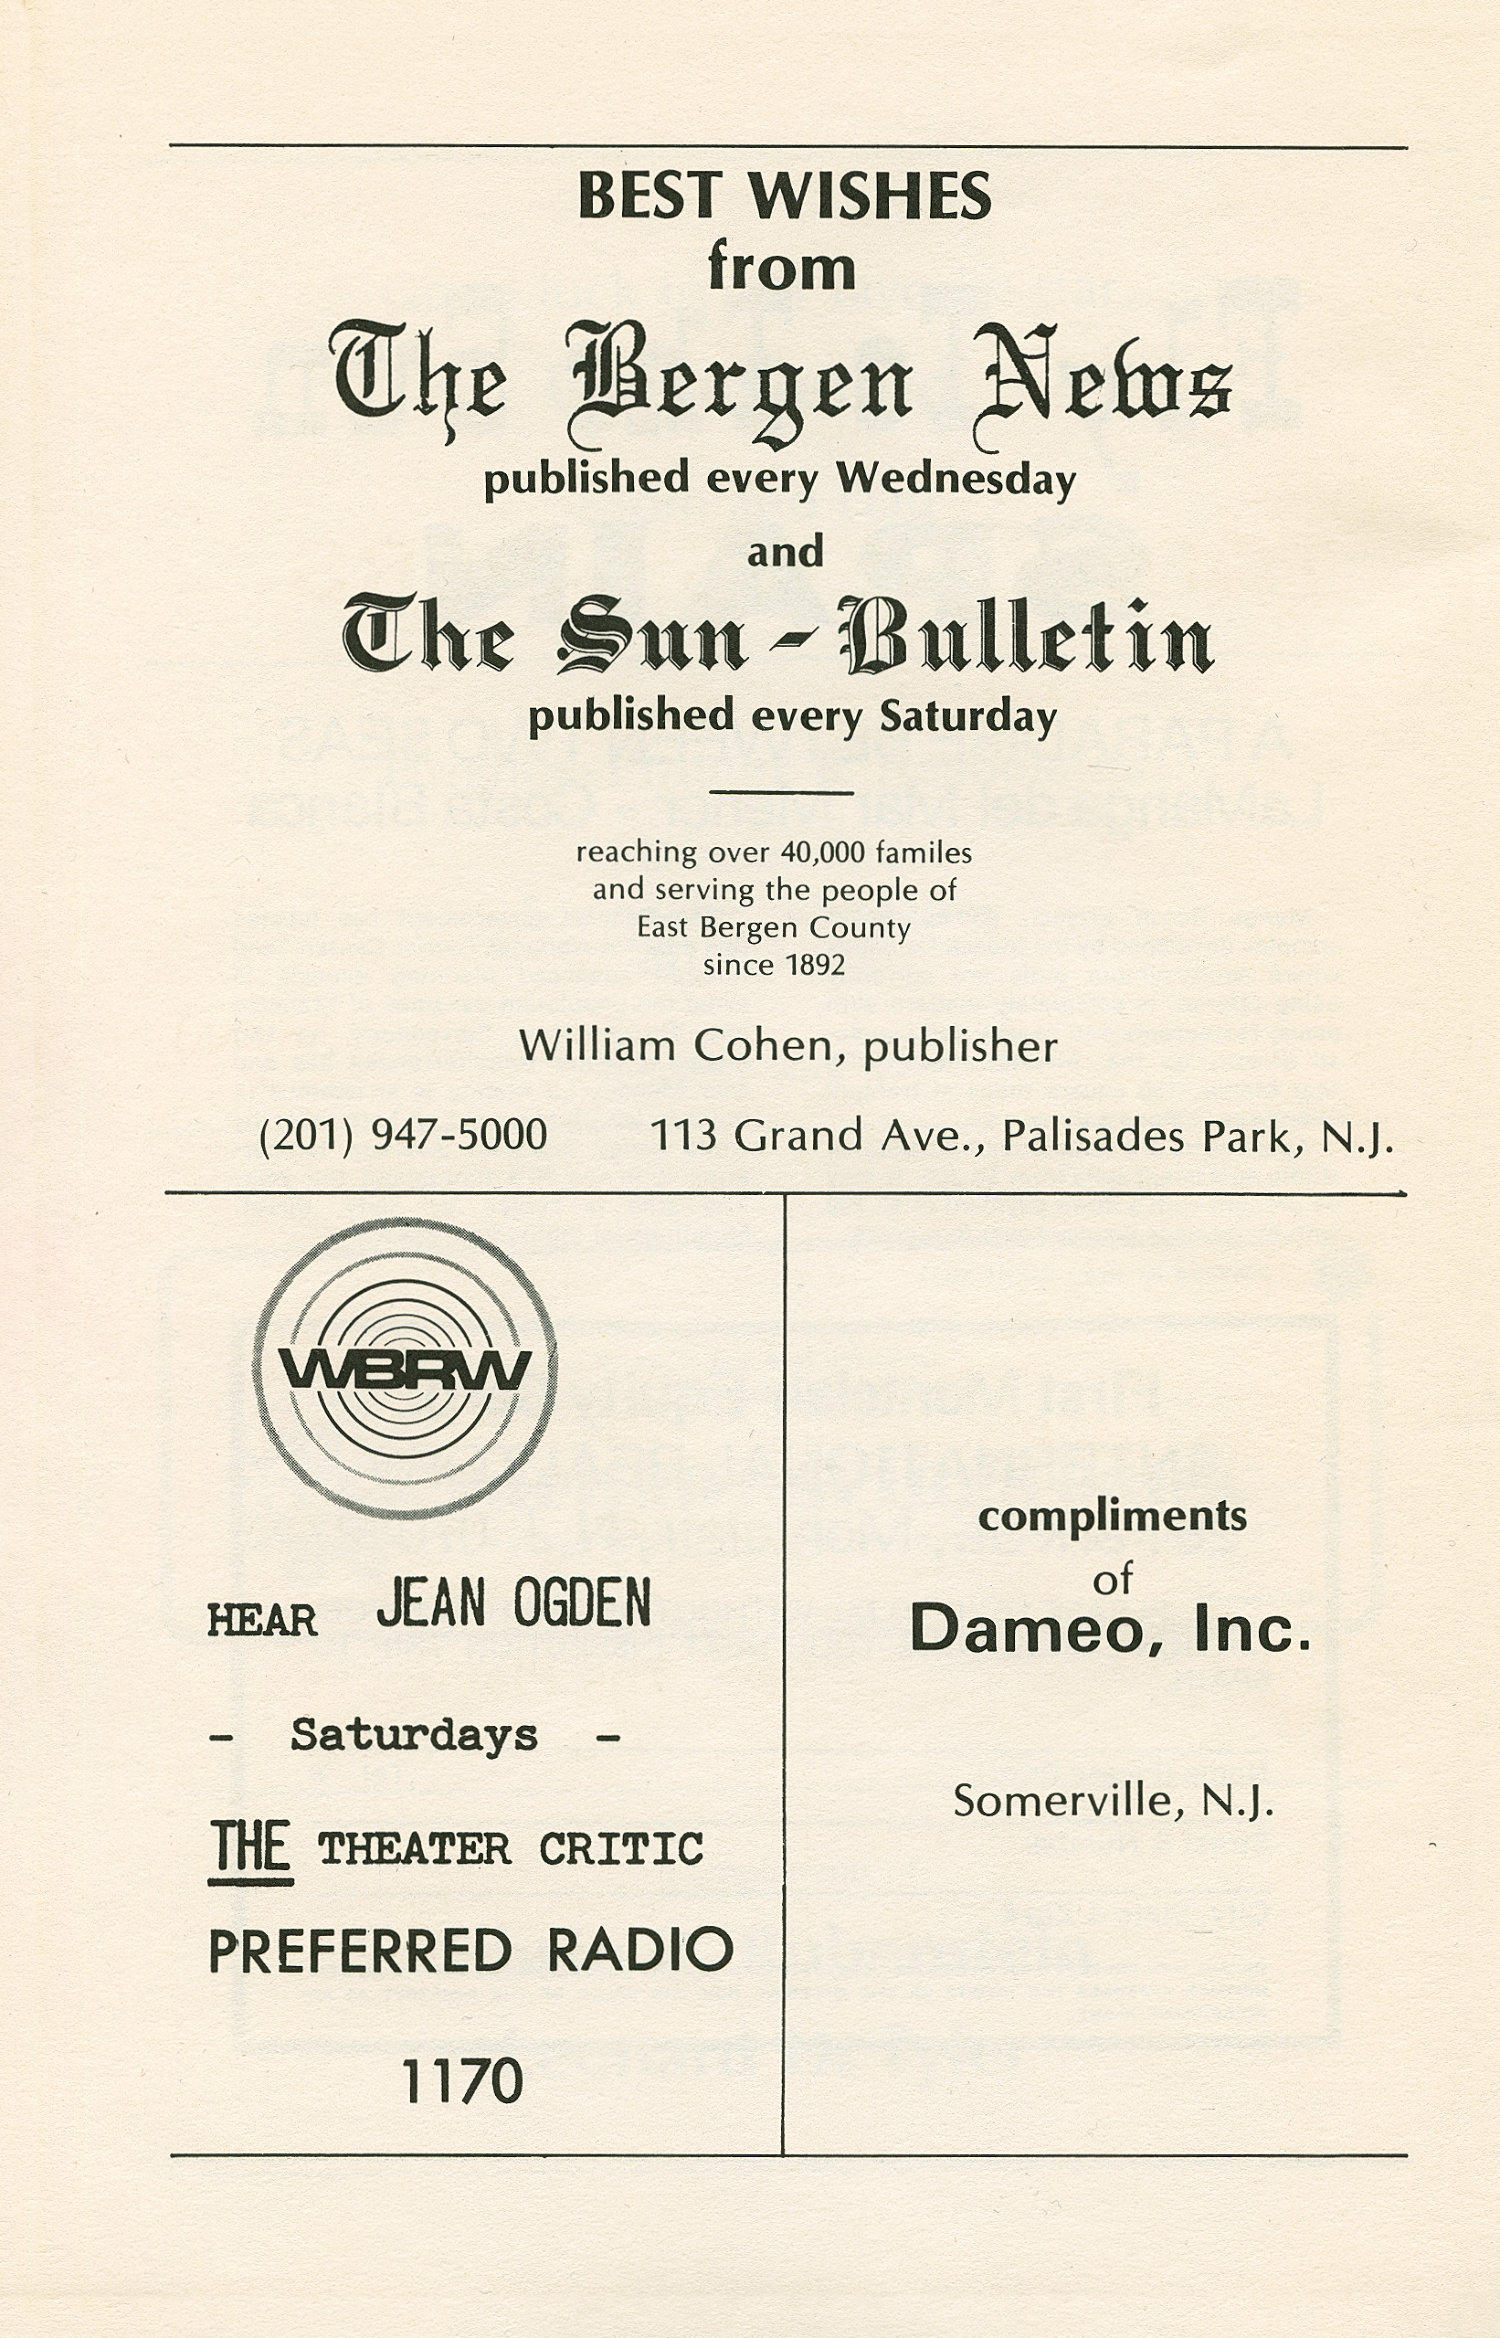 BEST WISHES
from
The Bergen News
published every Wednesday
and
The Sun-Bulletin
published every Saturday
reaching over 40,000 familes
and serving the people of
East Bergen County
since 1892
William Cohen, publisher
(201) 947-5000 113 Grand Ave., Palisades Park, N.J.
WBRW
HEAR JEAN OGDEN
- Saturdays -
THE THEATER CRITIC
PREFERRED RADIO
1170
compliments
of
Dameo, Inc.
Somerville, N.J.